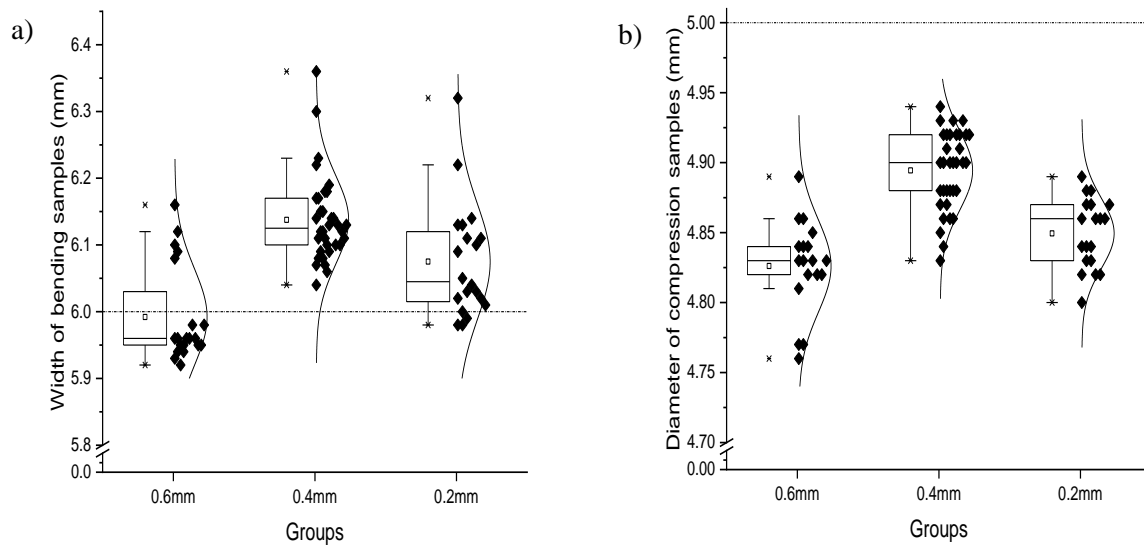 a)
Width of bending samples (mm)
6.4
6.3
6.2
6.1
6.0
5.9
5.8
0.0
0.6mm 0.4mm 0.2mm
Groups
b)
Diameter of compression samples (mm)
5.00
4.95
4.90
4.85
4.80
4.75
4.70
0.00
0.6mm 0.4mm 0.2mm
Groups